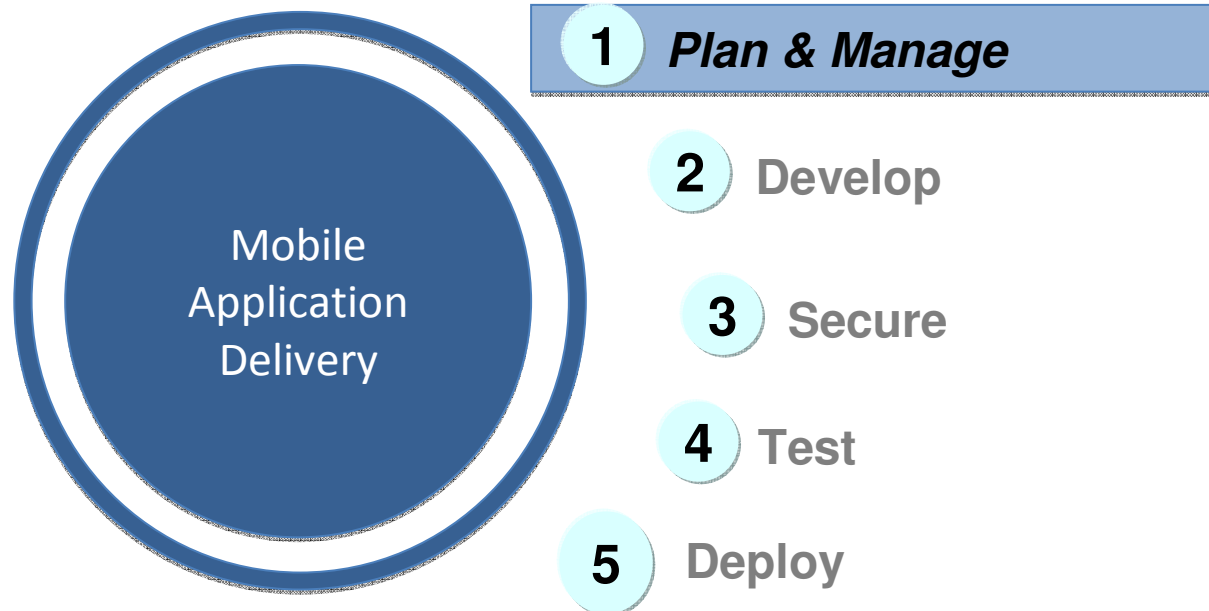 Mobile
Application
Delivery
1 Plan & Manage
2 Develop
3 Secure
4 Test
5 Deploy